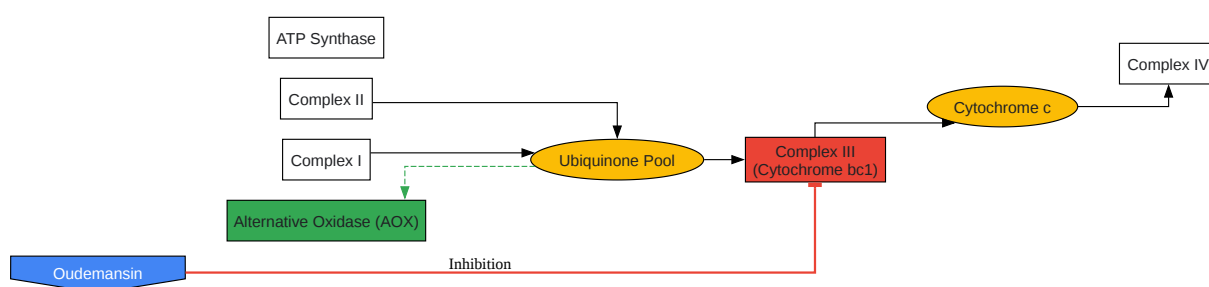 ATP Synthase
Complex II
Complex I
Alternative Oxidase (AOX)
Oudemansin
Inhibition
Ubiquinone Pool
Complex III
(Cytochrome bc1)
Cytochrome c
Complex IV